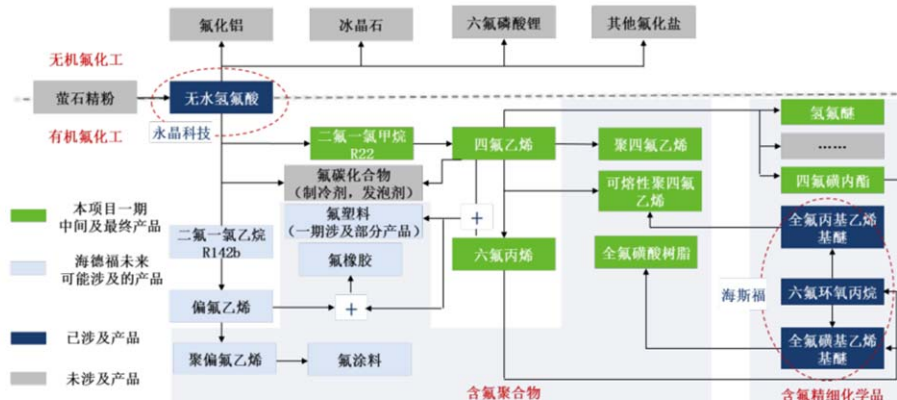 氟化铝
冰晶石
六氟磷酸锂
其他氟化盐
无机氟化工
萤石精粉
无水氢氟酸
有机氟化工
永晶科技
二氟一氯甲烷
R22
四氟乙烯
聚四氟乙烯
氢氟醚
……
氟碳化合物
（制冷剂，发泡剂）
可熔性聚四氟
乙烯
四氟磺内酯
本项目一期
中间及最终产品
二氟一氯乙烷
R142b
氟塑料
（一期涉及部分产品）
+
六氟丙烯
全氟磺酸树脂
全氟丙基乙烯
基醚
海德福未来
可能涉及的产品
氟橡胶
海斯福
六氟环氧丙烷
偏氟乙烯
+
已涉及产品
全氟磺基乙烯
基醚
聚偏氟乙烯
氟涂料
未涉及产品
含氟聚合物
含氟精细化学品